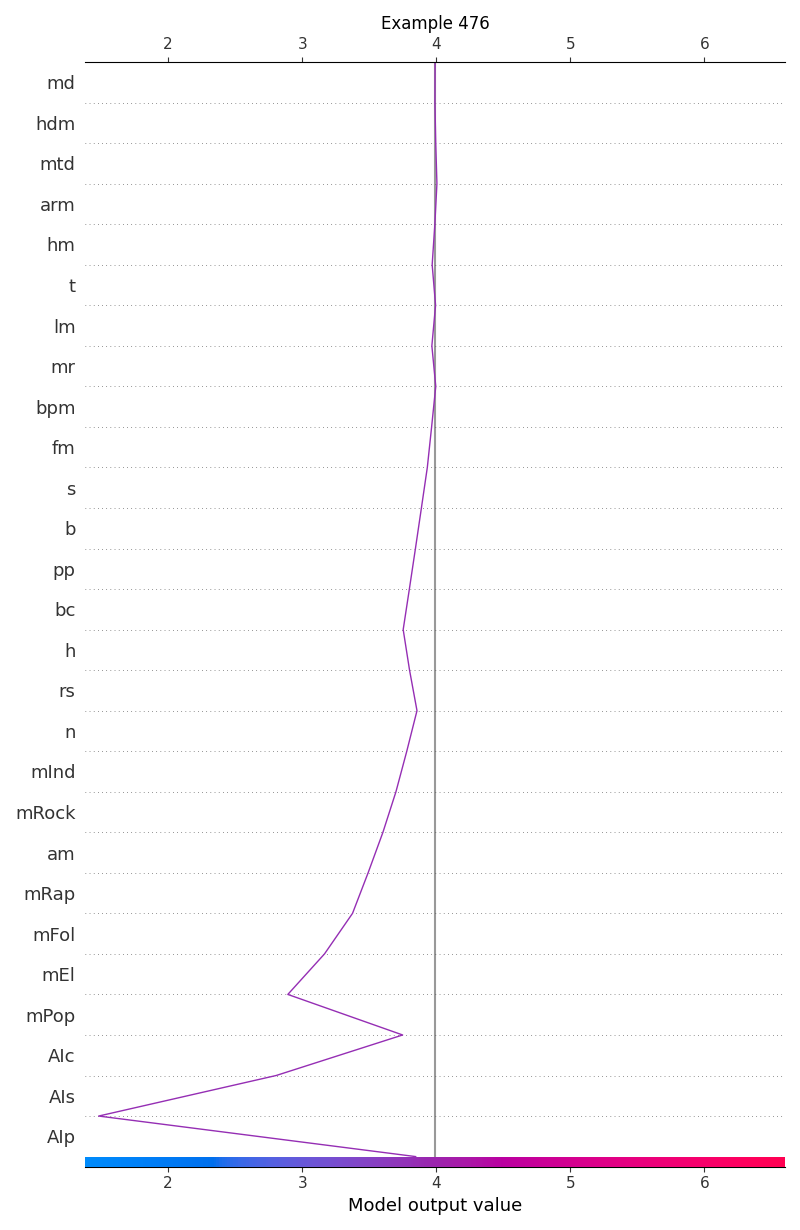 Example 476
2 3 4 5 6
md
hdm
mtd
arm
hm
t
lm
mr
bpm
fm
s
b
pp
bc
h
rs
n
mInd
mRock
am
mRap
mFol
mEl
mPop
AIc
AIs
AIp
2 3 4 5 6
Model output value